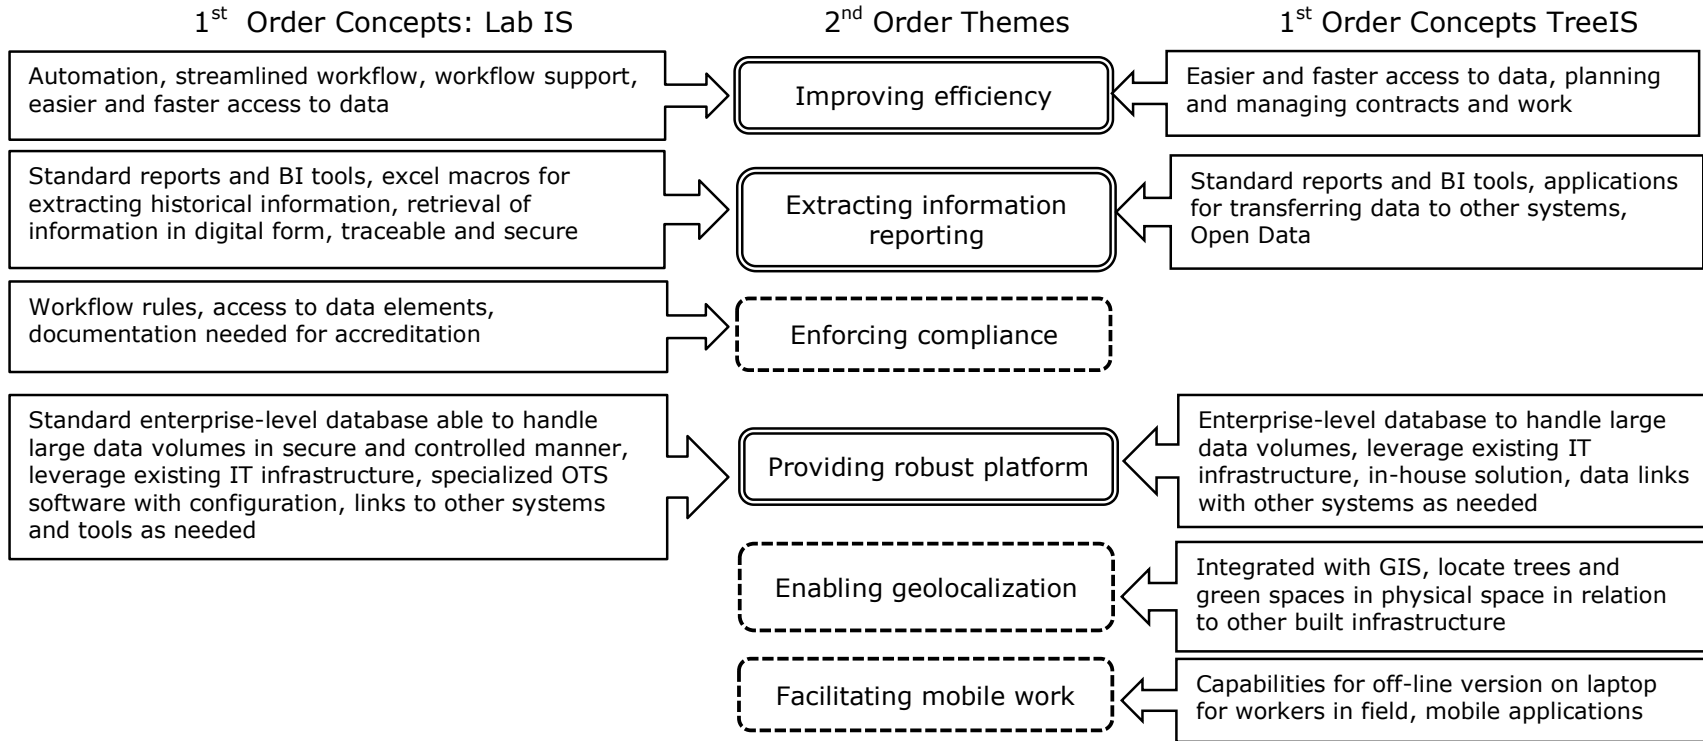 1st Order Concepts: Lab IS
2nd Order Themes
1st Order Concepts TreeIS
Automation, streamlined workflow, workflow support,
easier and faster access to data
Improving efficiency
Easier and faster access to data, planning
and managing contracts and work
Standard reports and BI tools, excel macros for
extracting historical information, retrieval of
information in digital form, traceable and secure
Extracting information
reporting
Standard reports and BI tools, applications
for transferring data to other systems,
Open Data
Workflow rules, access to data elements,
documentation needed for accreditation
Enforcing compliance
Standard enterprise-level database able to handle
large data volumes in secure and controlled manner,
leverage existing IT infrastructure, specialized OTS
software with configuration, links to other systems
and tools as needed
Providing robust platform
Enterprise-level database to handle large
data volumes, leverage existing IT
infrastructure, in-house solution, data links
with other systems as needed
Enabling geolocalization
Integrated with GIS, locate trees and
green spaces in physical space in relation
to other built infrastructure
Facilitating mobile work
Capabilities for off-line version on laptop
for workers in field, mobile applications